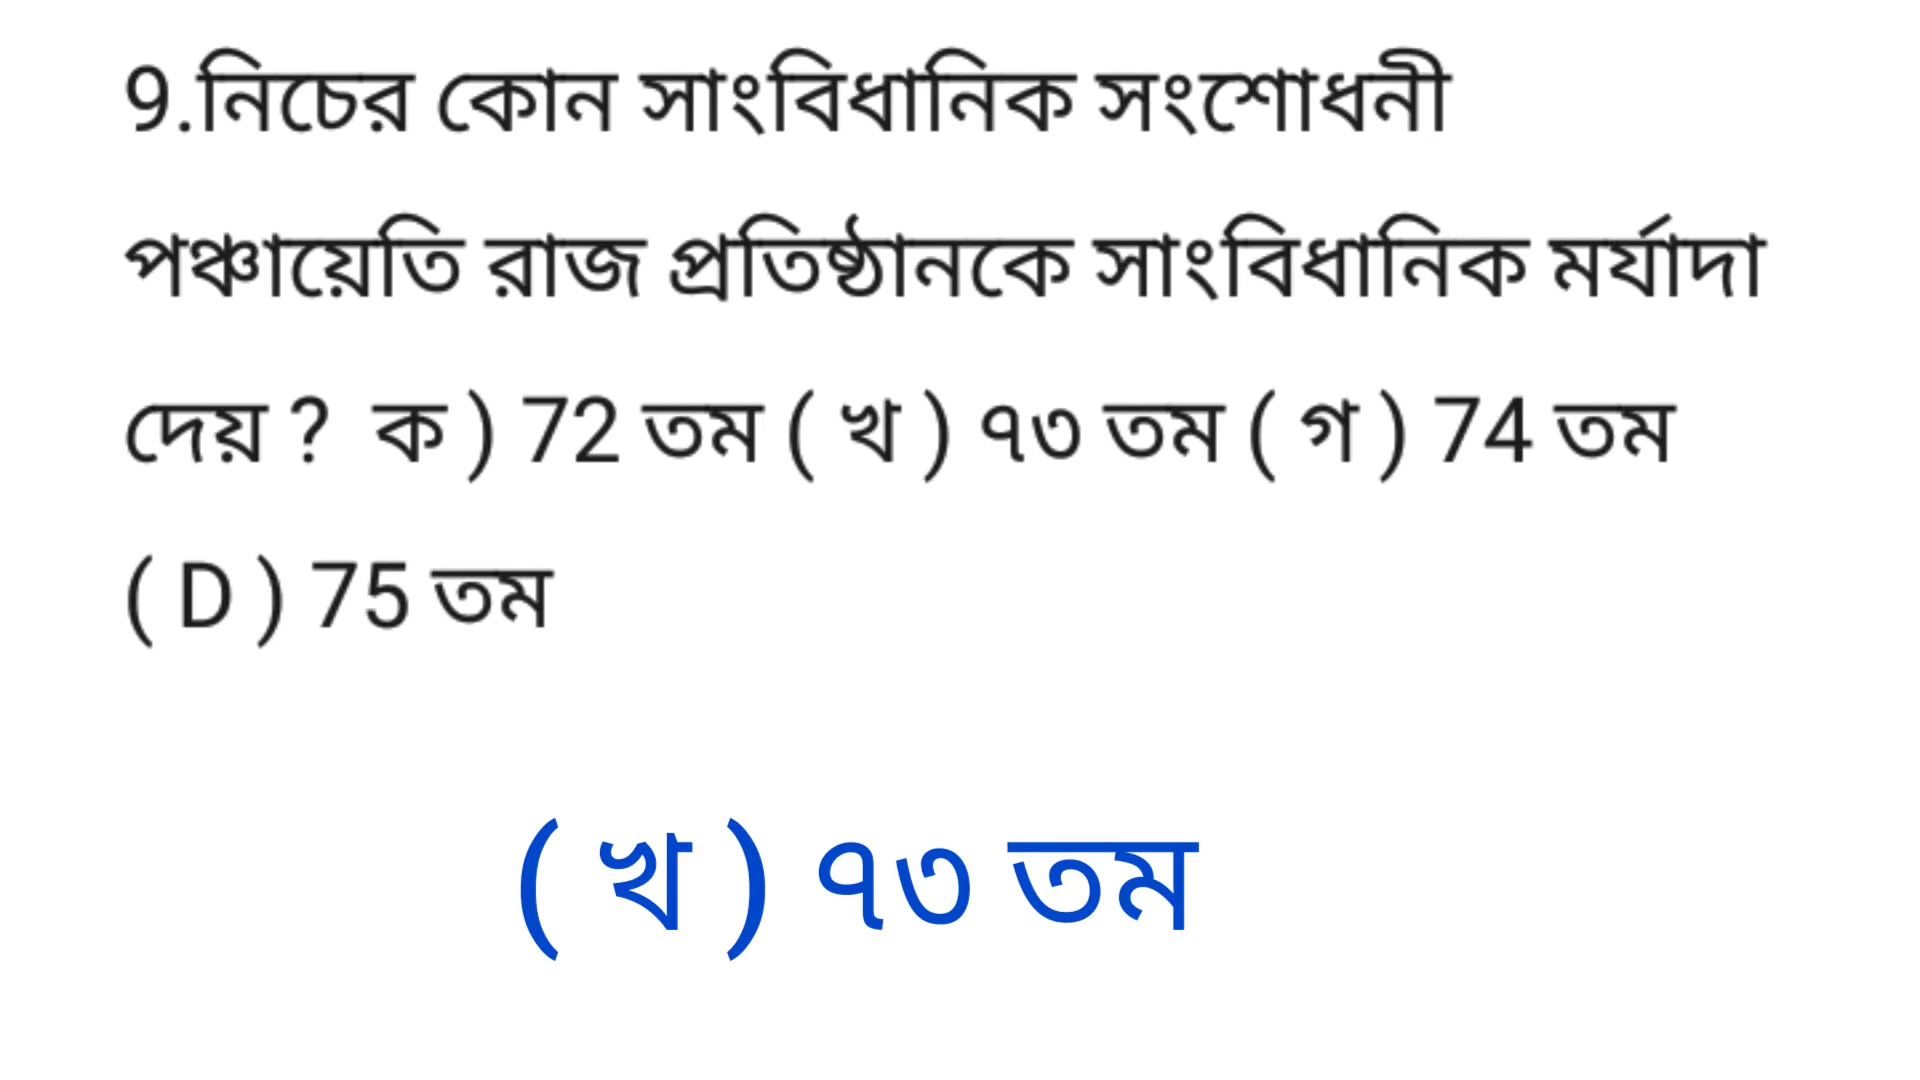 9.নিচের কোন সাংবিধানিক সংশোধনী
পঞ্চায়েতি রাজ প্রতিষ্ঠানকে সাংবিধানিক মর্যাদা
দেয় ? ক ) 72 তম ( খ ) ৭৩ তম ( গ ) 74 তম
( D ) 75 তম
( খ ) ৭৩ তম